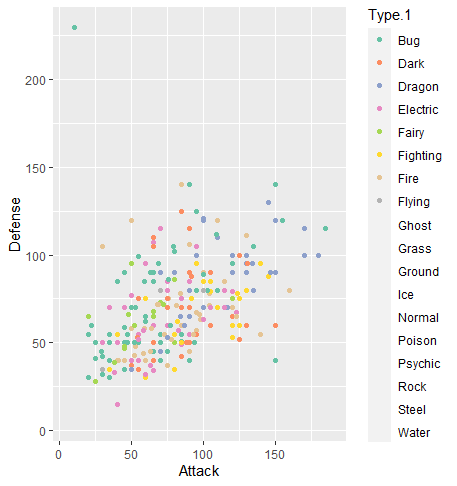 Type.1
Bug
Dark
Dragon
Electric
Fairy
Fighting
Fire
Flying
Ghost
Grass
Ground
Ice
Normal
Poison
Psychic
Rock
Steel
Water
Defense
200
150
100
50
0
0 50 100 150
Attack